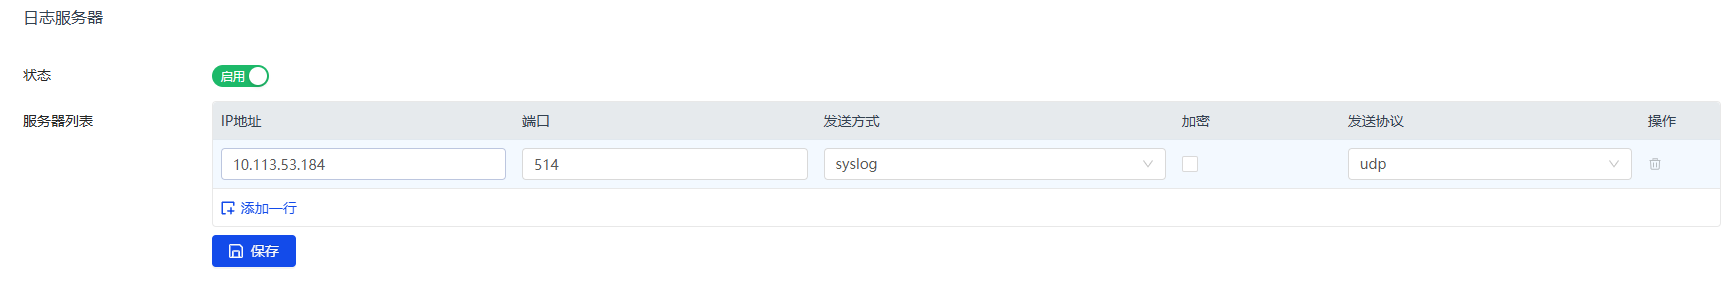 日志服务器
状态 启用
服务器列表 IP地址 端口 发送方式 加密 发送协议 操作
10.113.53.184 514 syslog udp
添加一行
保存